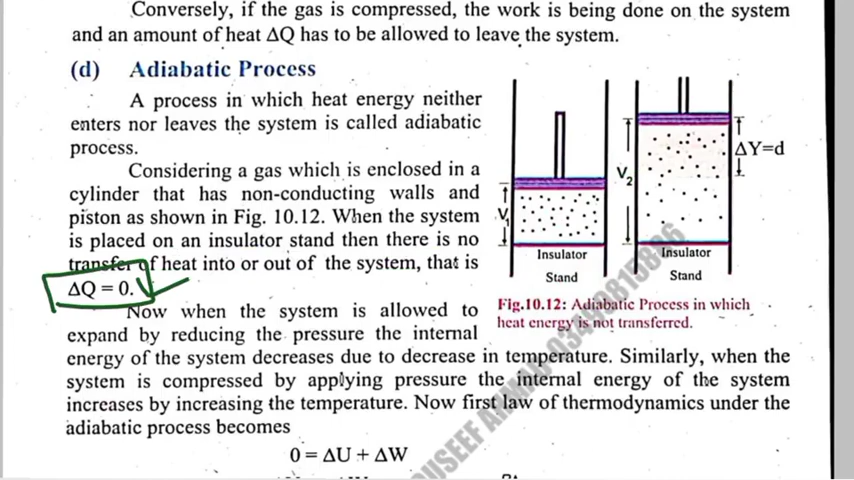 Conversely, if the gas is compressed, the work is being done on the system
and an amount of heat ΔQ has to be allowed to leave the system.
(d) Adiabatic Process
A process in which heat energy neither
enters nor leaves the system is called adiabatic
process.
Considering a gas which is enclosed in a
cylinder that has non-conducting walls and
piston as shown in Fig. 10.12. When the system
is placed on an insulator stand then there is no
transfer of heat into or out of the system, that is
ΔQ = 0.
V₁
Insulator
Stand
V₂
ΔY=d
Insulator
Stand
Fig.10.12: Adiabatic Process in which
heat energy is not transferred.
Now when the system is allowed to
expand by reducing the pressure the internal
energy of the system decreases due to decrease in temperature. Similarly, when the
system is compressed by applying pressure the internal energy of the system
increases by increasing the temperature. Now first law of thermodynamics under the
adiabatic process becomes
0 = ΔU + ΔW